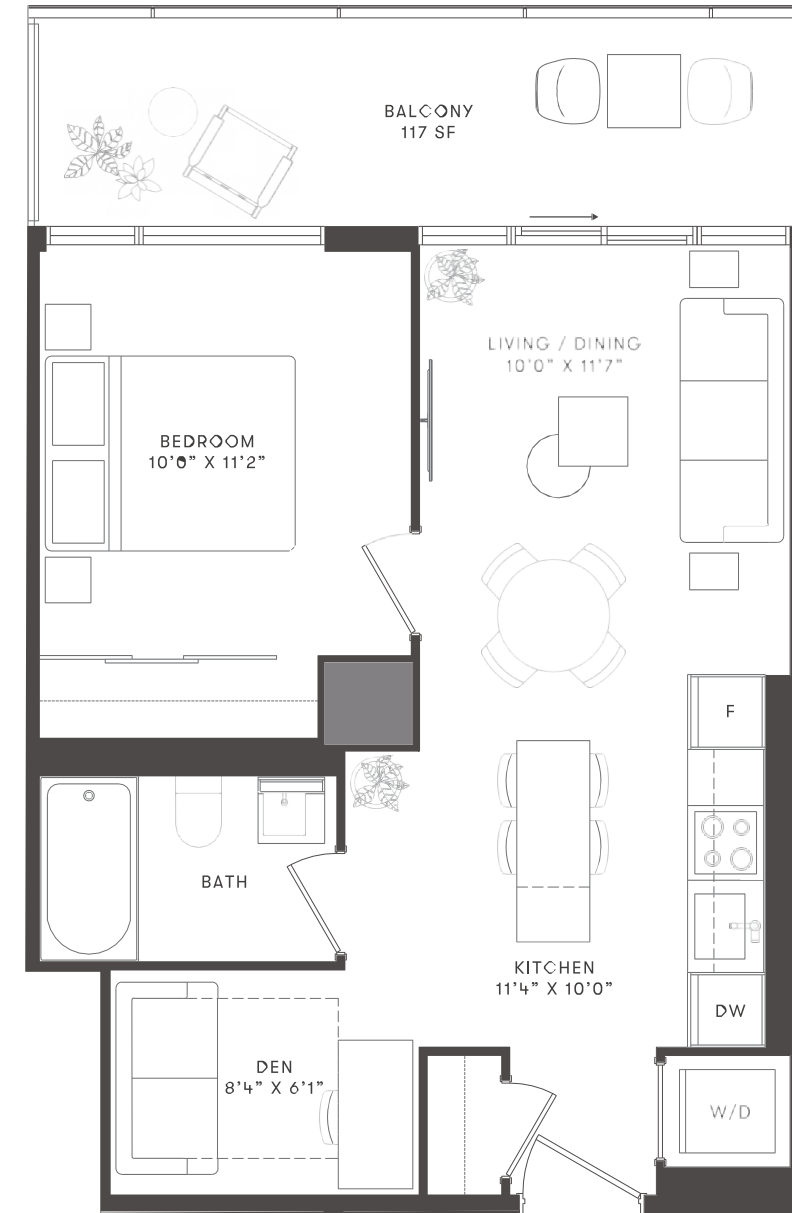 BALCONY
117 SF
LIVING / DINING
10'0" X 11'7"
BEDROOM
10'0" X 11'2"
F
BATH
KITCHEN
11'4" X 10'0"
DW
DEN
8'4" X 6'1"
W/D